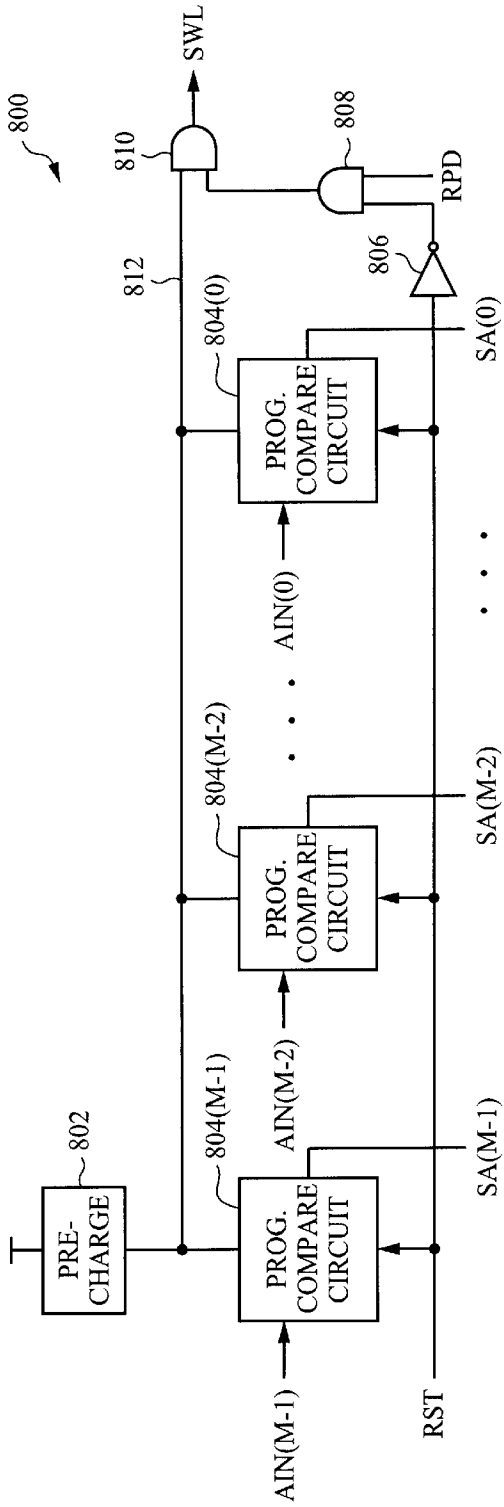 800
802
PRE-
CHARGE
810
SWL
812
804(M-1)
804(M-2)
804(0)
808
PROG.
COMPARE
CIRCUIT
PROG.
COMPARE
CIRCUIT
PROG.
COMPARE
CIRCUIT
AIN(M-1)
AIN(M-2)
AIN(0)
806
RPD
RST
SA(M-1)
SA(M-2)
SA(0)